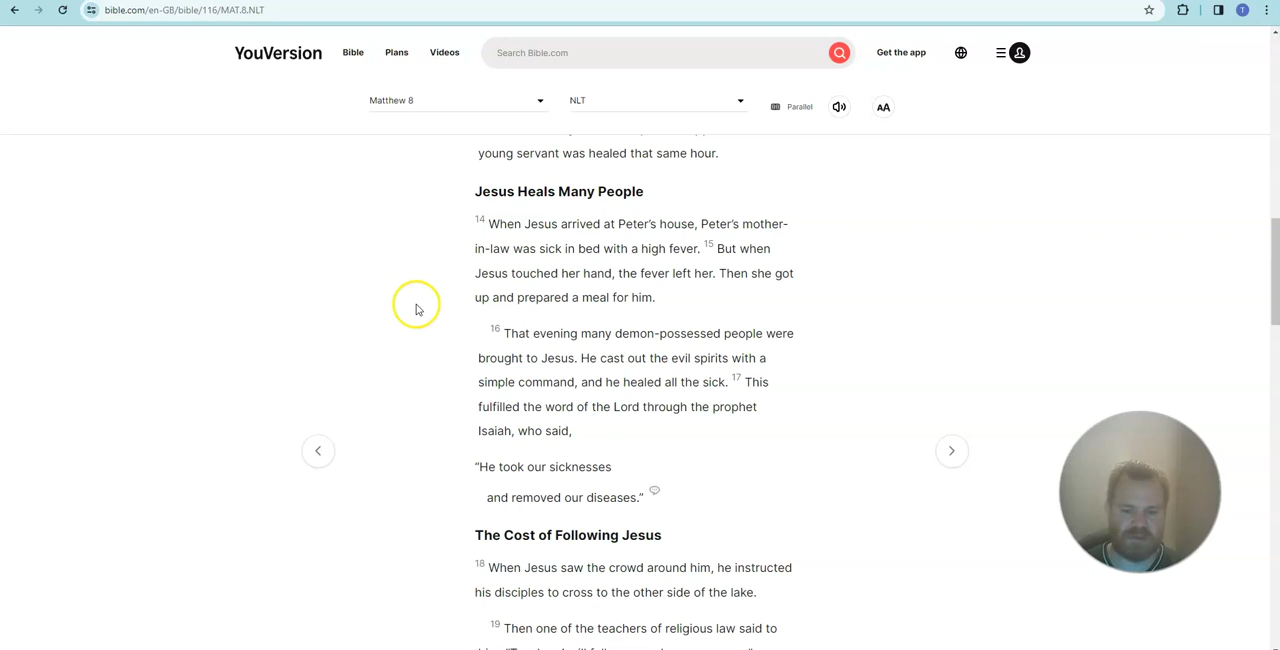 bible.com/en-GB/bible/116/MAT.8.NLT
T
YouVersion Bible Plans Videos Search Bible.com Get the app
Matthew 8 NLT Parallel AA
young servant was healed that same hour.
Jesus Heals Many People
14 When Jesus arrived at Peter’s house, Peter’s mother-
in-law was sick in bed with a high fever. 15 But when
Jesus touched her hand, the fever left her. Then she got
up and prepared a meal for him.
16 That evening many demon-possessed people were
brought to Jesus. He cast out the evil spirits with a
simple command, and he healed all the sick. 17 This
fulfilled the word of the Lord through the prophet
Isaiah, who said,
“He took our sicknesses
and removed our diseases.”
The Cost of Following Jesus
18 When Jesus saw the crowd around him, he instructed
his disciples to cross to the other side of the lake.
19 Then one of the teachers of religious law said to